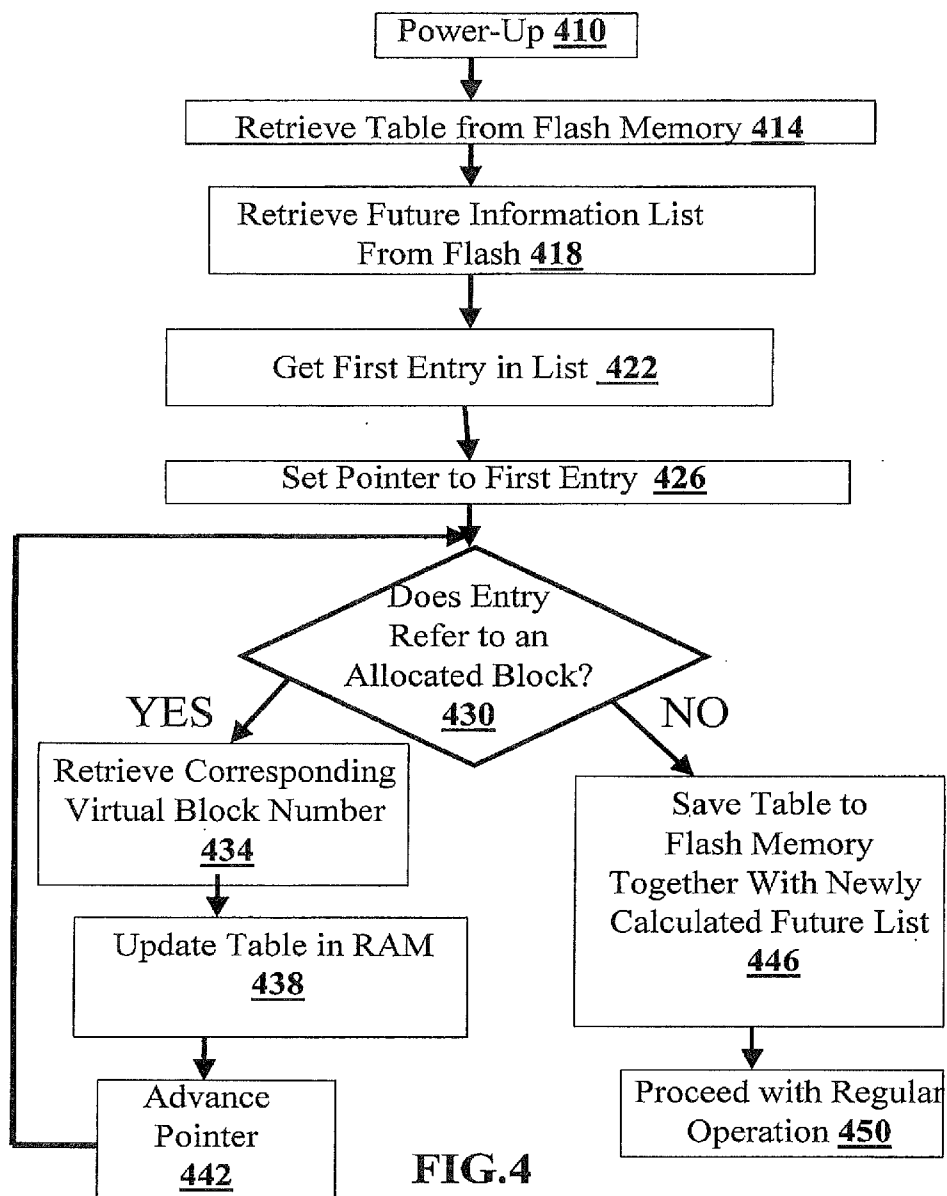 Power-Up 410
Retrieve Table from Flash Memory 414
Retrieve Future Information List
From Flash 418
Get First Entry in List 422
Set Pointer to First Entry 426
Does Entry
Refer to an
Allocated Block?
430
YES
NO
Retrieve Corresponding
Virtual Block Number
434
Update Table in RAM
438
Advance
Pointer
442
Save Table to
Flash Memory
Together With Newly
Calculated Future List
446
Proceed with Regular
Operation 450
FIG.4